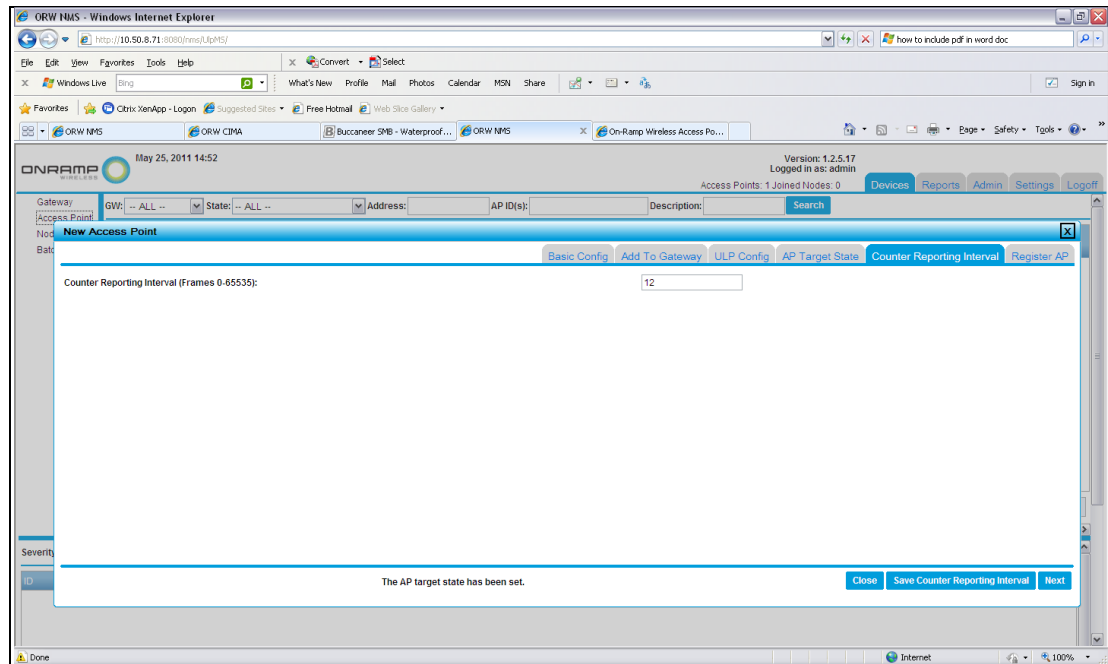 ORW NMS - Windows Internet Explorer
http://10.50.8.71:8080/nms/UlpMS/
how to include pdf in word doc
File Edit View Favorites Tools Help
X Convert Select
X Windows Live Bing What's New Profile Mail Photos Calendar MSN Share Sign in
Favorites Citrix XenApp - Logon Suggested Sites Free Hotmail Web Slice Gallery
ORW NMS ORW CIMA Buccaneer SMB - Waterproof... ORW NMS X On-Ramp Wireless Access Po... Page Safety Tools
ONRAMP WIRELESS
May 25, 2011 14:52
Version: 1.2.5.17
Logged in as: admin
Access Points: 1 Joined Nodes: 0
Devices Reports Admin Settings Logoff
Gateway
Access Point
GW: -- ALL -- State: -- ALL -- Address: AP ID(s): Description: Search
Nod
Batc
New Access Point X
Basic Config Add To Gateway ULP Config AP Target State Counter Reporting Interval Register AP
Counter Reporting Interval (Frames 0-65535): 12
Severity
ID
The AP target state has been set.
Close Save Counter Reporting Interval Next
Done Internet 100%